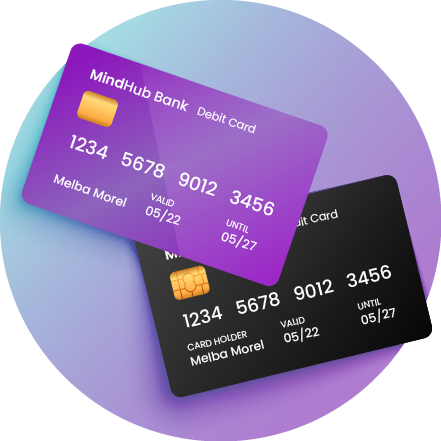 MindHub Bank Debit Card
1234 5678 9012 3456
Melba Morel
VALID
05/22
UNTIL
05/27
Card
1234 5678 9012 3456
CARD HOLDER
Melba Morel
VALID
05/22
UNTIL
05/27